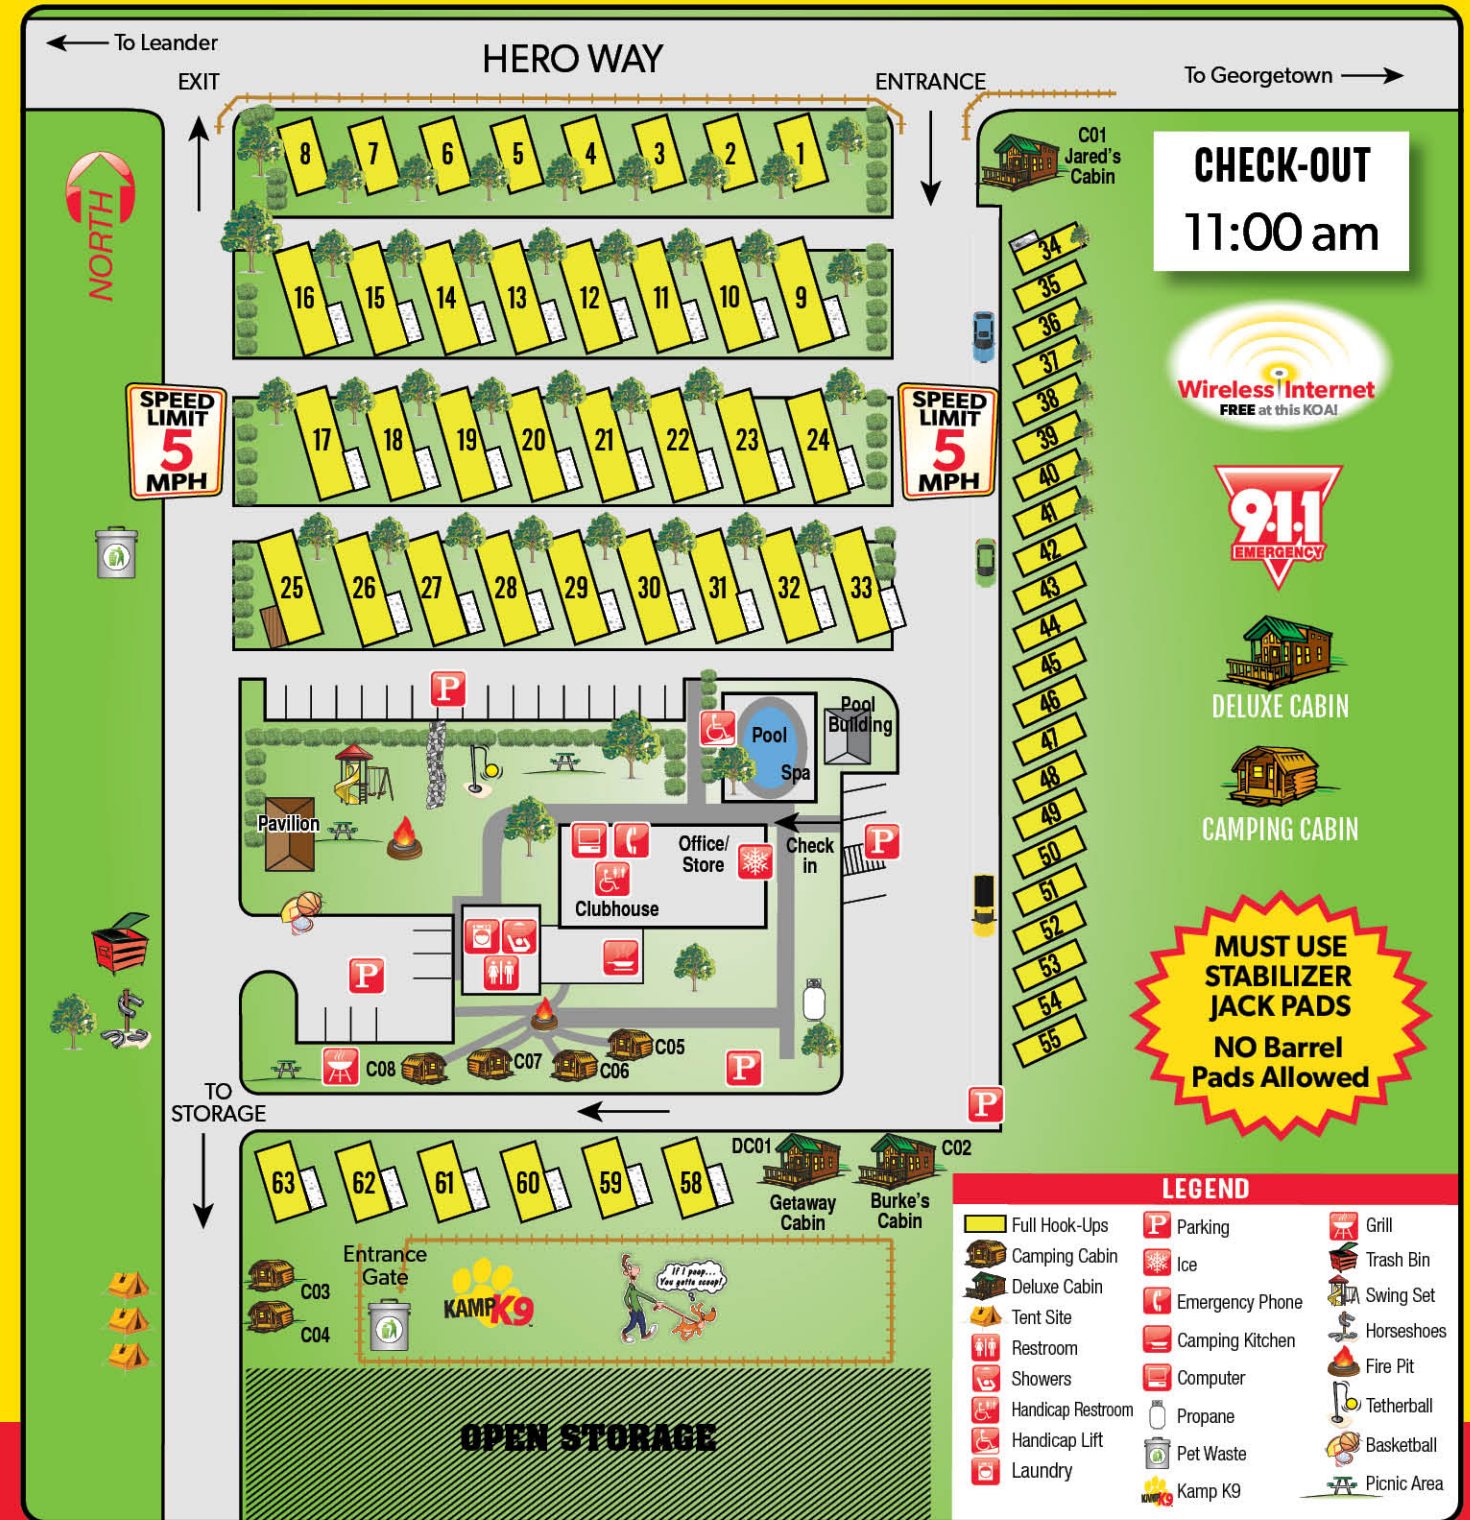 To Leander
HERO WAY
To Georgetown
EXIT
ENTRANCE
NORTH
8 7 6 5 4 3 2 1
C01
Jared's
Cabin
CHECK-OUT
11:00 am
16 15 14 13 12 11 10 9
34
35
36
37
38
39
40
41
42
43
44
45
46
47
48
49
50
51
52
53
54
55
Wireless Internet
FREE at this KOA!
SPEED
LIMIT
5
MPH
17 18 19 20 21 22 23 24
SPEED
LIMIT
5
MPH
9·1·1
EMERGENCY
25 26 27 28 29 30 31 32 33
DELUXE CABIN
CAMPING CABIN
P
Pool
Spa
Pool
Building
Pavilion
Office/
Store
Check
in
P
Clubhouse
P
MUST USE
STABILIZER
JACK PADS
NO Barrel
Pads Allowed
C08
C07
C06
C05
P
P
TO
STORAGE
63 62 61 60 59 58
DC01
Getaway
Cabin
C02
Burke's
Cabin
C03
C04
Entrance
Gate
KAMP K9
If I poop...
You gotta scoop!
OPEN STORAGE
LEGEND
Full Hook-Ups
Camping Cabin
Deluxe Cabin
Tent Site
Restroom
Showers
Handicap Restroom
Handicap Lift
Laundry
P Parking
Ice
Emergency Phone
Camping Kitchen
Computer
Propane
Pet Waste
KAMP K9 Kamp K9
Grill
Trash Bin
Swing Set
Horseshoes
Fire Pit
Tetherball
Basketball
Picnic Area